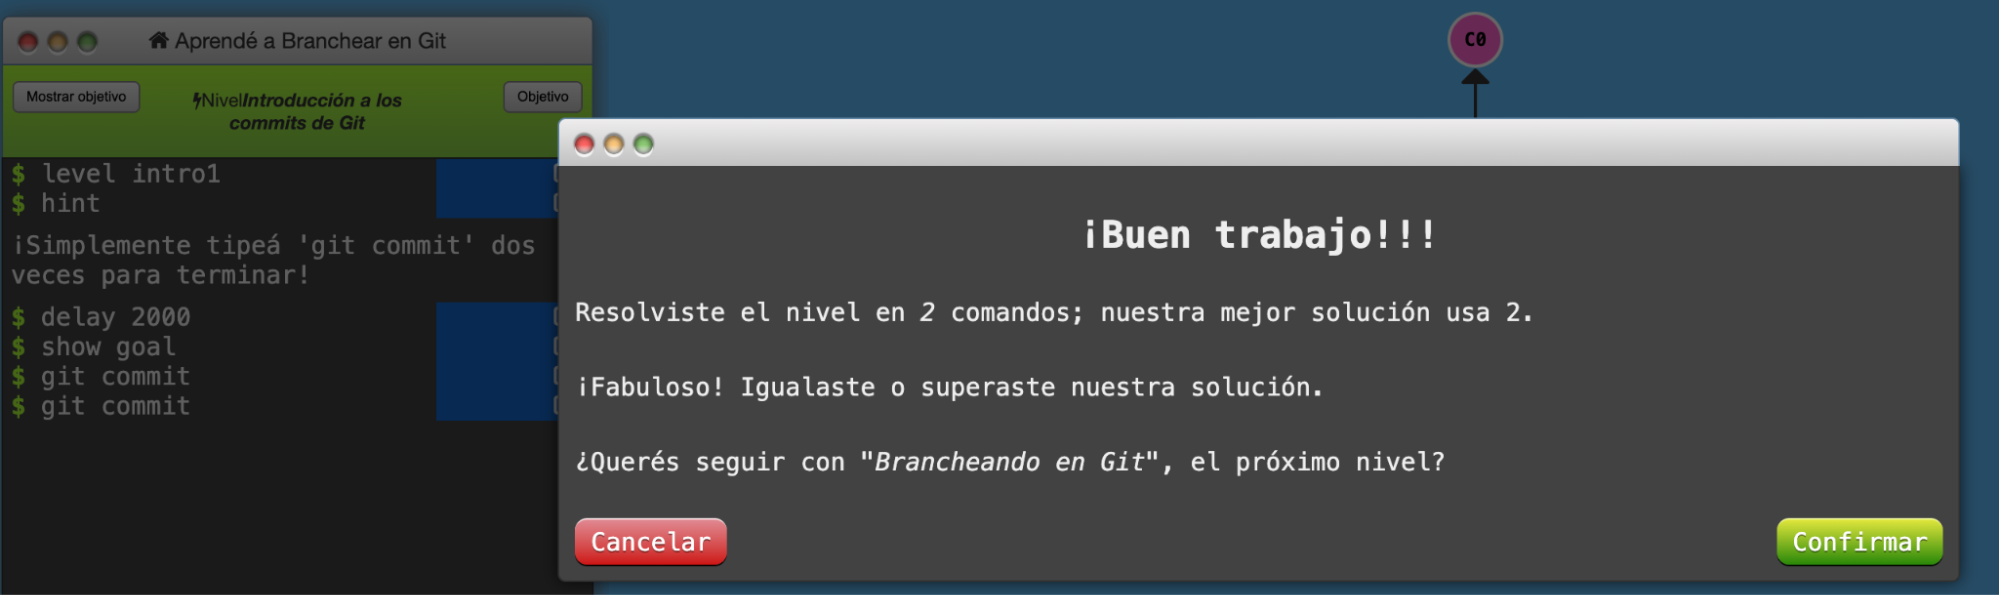 Aprendé a Branchear en Git
Mostrar objetivo
NivelIntroducción a los
commits de Git
Objetivo
$ level intro1
$ hint
¡Simplemente tipeá 'git commit' dos
veces para terminar!
$ delay 2000
$ show goal
$ git commit
$ git commit
C0
¡Buen trabajo!!!
Resolviste el nivel en 2 comandos; nuestra mejor solución usa 2.
¡Fabuloso! Igualaste o superaste nuestra solución.
¿Querés seguir con "Brancheando en Git", el próximo nivel?
Cancelar
Confirmar